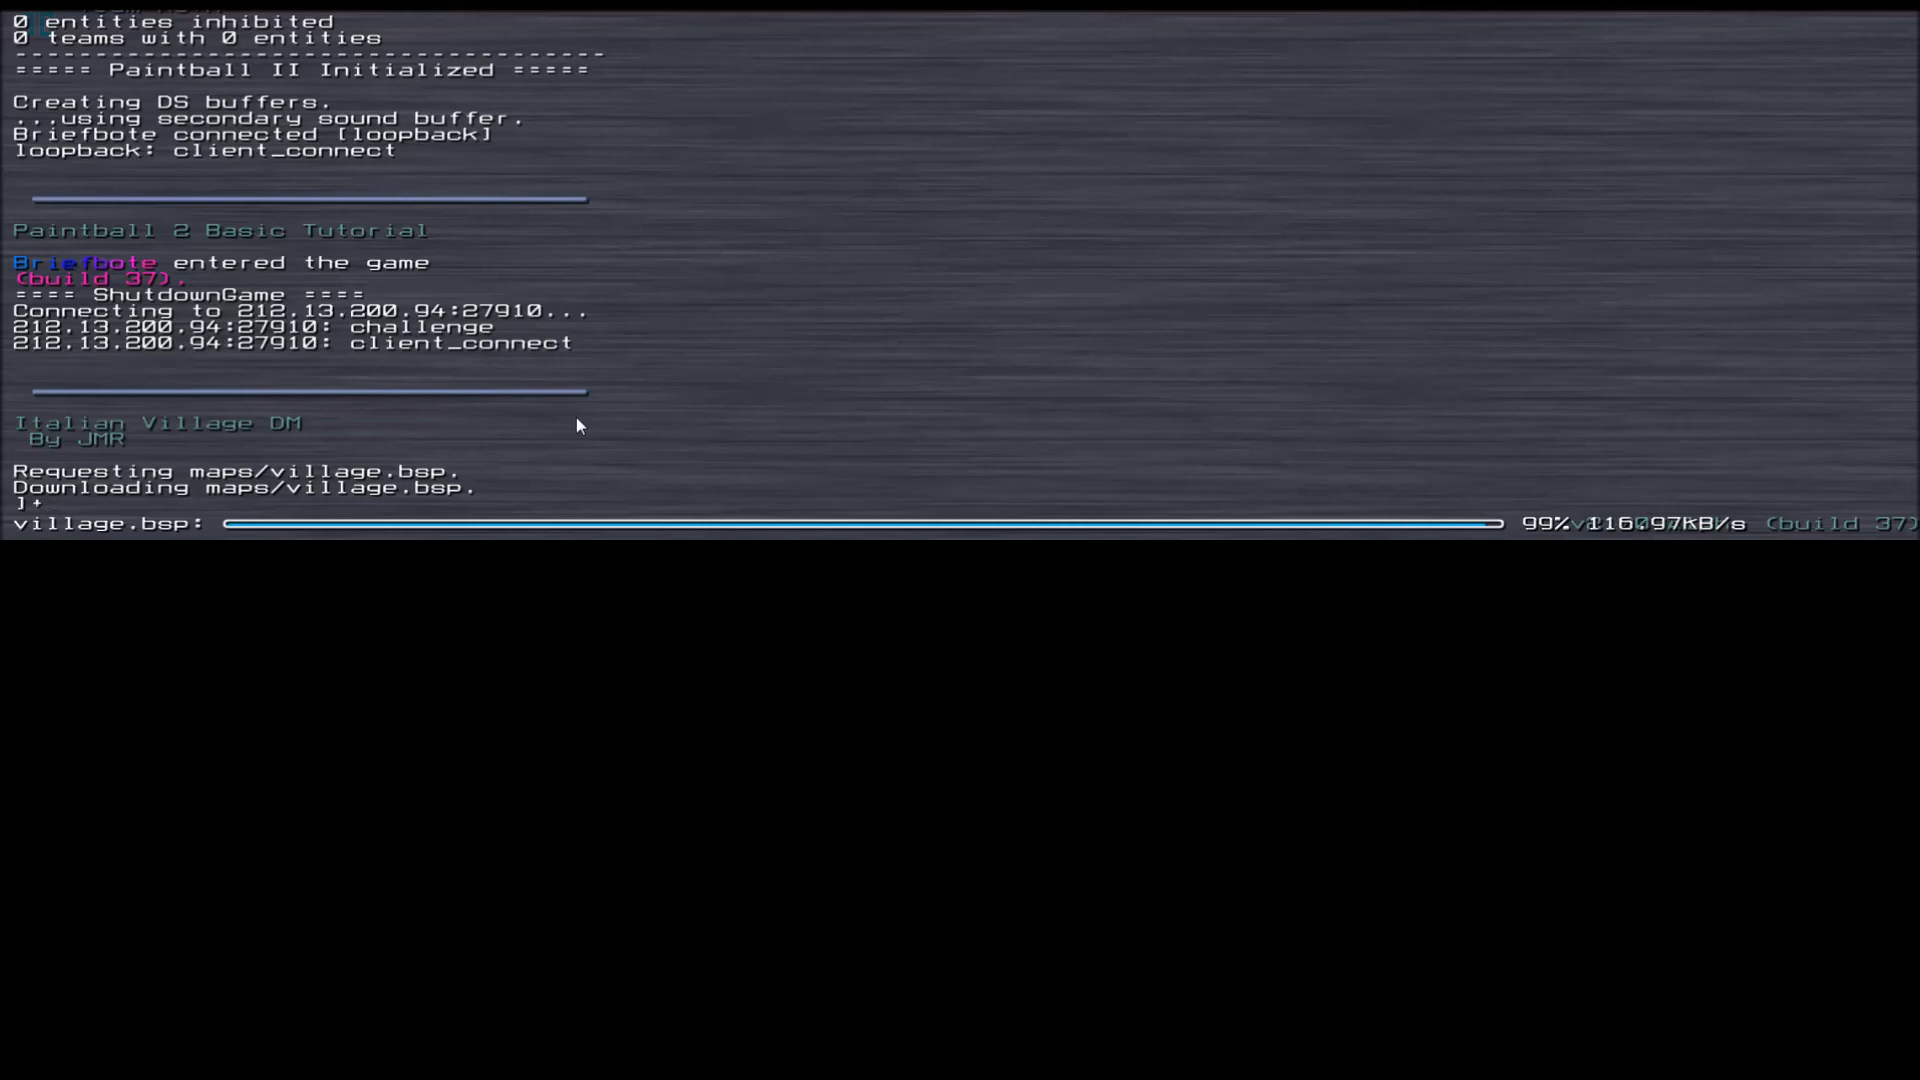 0 entities inhibited
0 teams with 0 entities
-------------------------------------
===== Paintball II Initialized =====
Creating DS buffers.
...using secondary sound buffer.
Briefbote connected [loopback]
loopback: client_connect
Paintball 2 Basic Tutorial
Briefbote entered the game
(build 37).
==== ShutdownGame ====
Connecting to 212.13.200.94:27910...
212.13.200.94:27910: challenge
212.13.200.94:27910: client_connect
Italian Village DM
By JMR
Requesting maps/village.bsp.
Downloading maps/village.bsp.
]+
village.bsp: 99% 116.97kB/s (build 37)